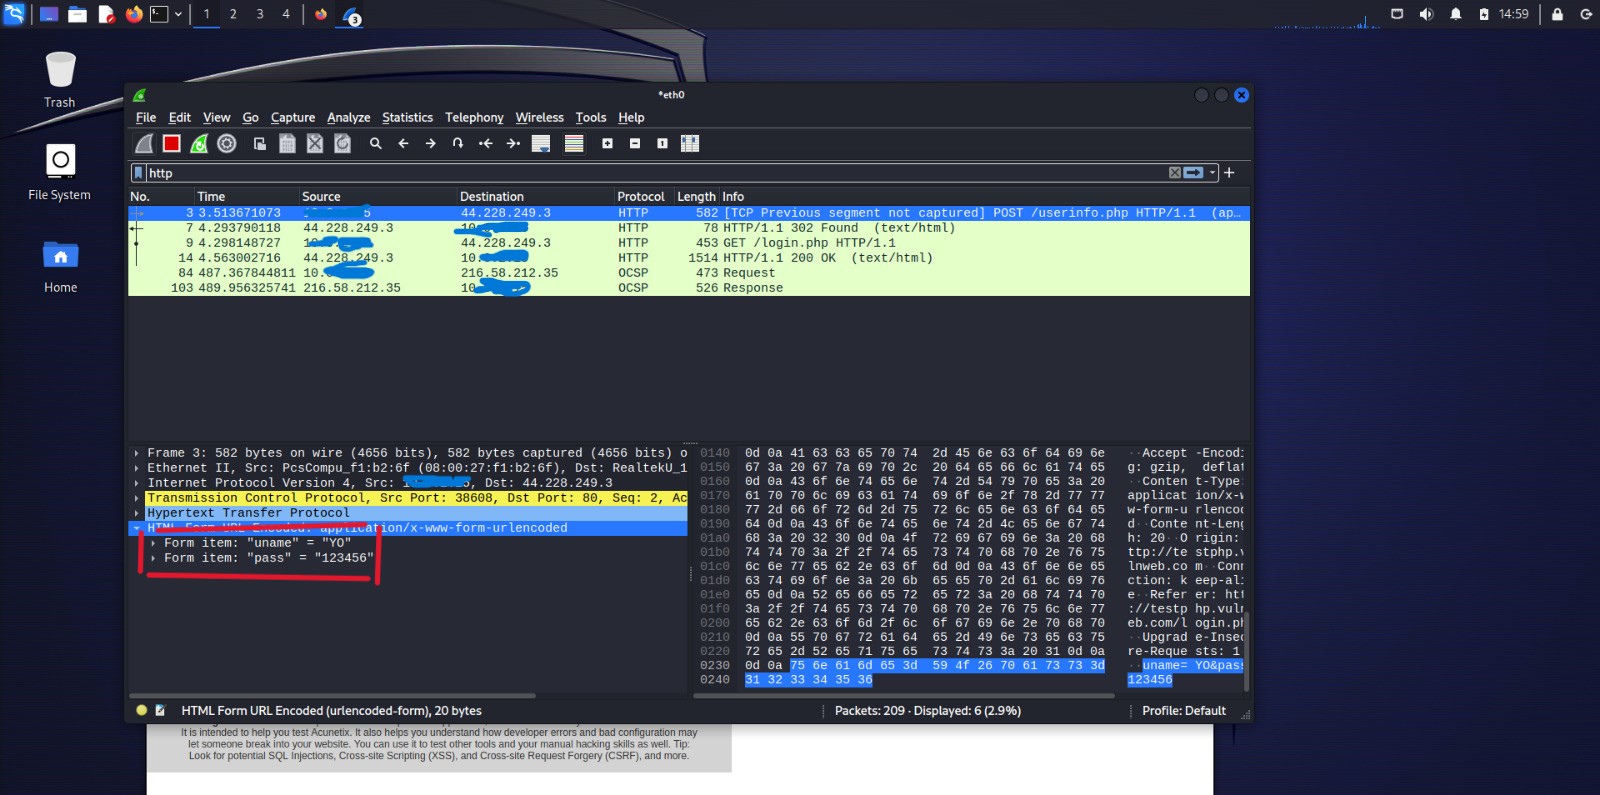 1 2 3 4 3 14:59
Trash
File System
Home
*eth0
File Edit View Go Capture Analyze Statistics Telephony Wireless Tools Help
http
No. Time Source Destination Protocol Length Info
3 3.513671073 5 44.228.249.3 HTTP 582 [TCP Previous segment not captured] POST /userinfo.php HTTP/1.1 (ap…
7 4.293790118 44.228.249.3 10 HTTP 78 HTTP/1.1 302 Found (text/html)
9 4.298148727 10 44.228.249.3 HTTP 453 GET /login.php HTTP/1.1
14 4.563002716 44.228.249.3 10. HTTP 1514 HTTP/1.1 200 OK (text/html)
84 487.367844811 10. 216.58.212.35 OCSP 473 Request
103 489.956325741 216.58.212.35 10 OCSP 526 Response
Frame 3: 582 bytes on wire (4656 bits), 582 bytes captured (4656 bits) o
Ethernet II, Src: PcsCompu_f1:b2:6f (08:00:27:f1:b2:6f), Dst: RealtekU_1
Internet Protocol Version 4, Src: Dst: 44.228.249.3
Transmission Control Protocol, Src Port: 38608, Dst Port: 80, Seq: 2, Ac
Hypertext Transfer Protocol
HTML Form URL Encoded: application/x-www-form-urlencoded
Form item: "uname" = "YO"
Form item: "pass" = "123456"
0140 0d 0a 41 63 63 65 70 74 2d 45 6e 63 6f 64 69 6e ··Accept -Encodi
0150 67 3a 20 67 7a 69 70 2c 20 64 65 66 6c 61 74 65 g: gzip, deflat
0160 0d 0a 43 6f 6e 74 65 6e 74 2d 54 79 70 65 3a 20 ··Conten t-Type:
0170 61 70 70 6c 69 63 61 74 69 6f 6e 2f 78 2d 77 77 applicat ion/x-w
0180 77 2d 66 6f 72 6d 2d 75 72 6c 65 6e 63 6f 64 65 w-form-u rlencod
0190 64 0d 0a 43 6f 6e 74 65 6e 74 2d 4c 65 6e 67 74 d··Conte nt-Leng
01a0 68 3a 20 32 30 0d 0a 4f 72 69 67 69 6e 3a 20 68 h: 20··O rigin:
01b0 74 74 70 3a 2f 2f 74 65 73 74 70 68 70 2e 76 75 ttp://te stphp.v
01c0 6c 6e 77 65 62 2e 63 6f 6d 0d 0a 43 6f 6e 6e 65 lnweb.co m··Conn
01d0 63 74 69 6f 6e 3a 20 6b 65 65 70 2d 61 6c 69 76 ction: k eep-ali
01e0 65 0d 0a 52 65 66 65 72 65 72 3a 20 68 74 74 70 e··Refer er: htt
01f0 3a 2f 2f 74 65 73 74 70 68 70 2e 76 75 6c 6e 77 ://testp hp.vuln
0200 65 62 2e 63 6f 6d 2f 6c 6f 67 69 6e 2e 70 68 70 eb.com/l ogin.ph
0210 0d 0a 55 70 67 72 61 64 65 2d 49 6e 73 65 63 75 ··Upgrad e-Insec
0220 72 65 2d 52 65 71 75 65 73 74 73 3a 20 31 0d 0a re-Reque sts: 1
0230 0d 0a 75 6e 61 6d 65 3d 59 4f 26 70 61 73 73 3d ··uname= YO&pas
0240 31 32 33 34 35 36 123456
HTML Form URL Encoded (urlencoded-form), 20 bytes Packets: 209 · Displayed: 6 (2.9%) Profile: Default
It is intended to help you test Acunetix. It also helps you understand how developer errors and bad configuration may
let someone break into your website. You can use it to test other tools and your manual hacking skills as well. Tip:
Look for potential SQL Injections, Cross-site Scripting (XSS), and Cross-site Request Forgery (CSRF), and more.